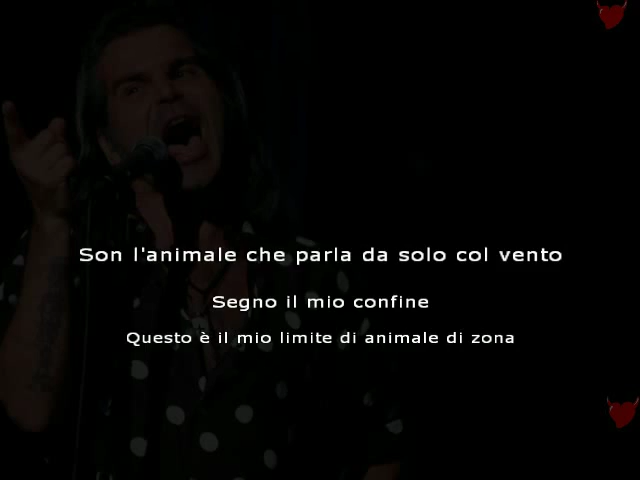 Son l'animale che parla da solo col vento
Segno il mio confine
Questo è il mio limite di animale di zona